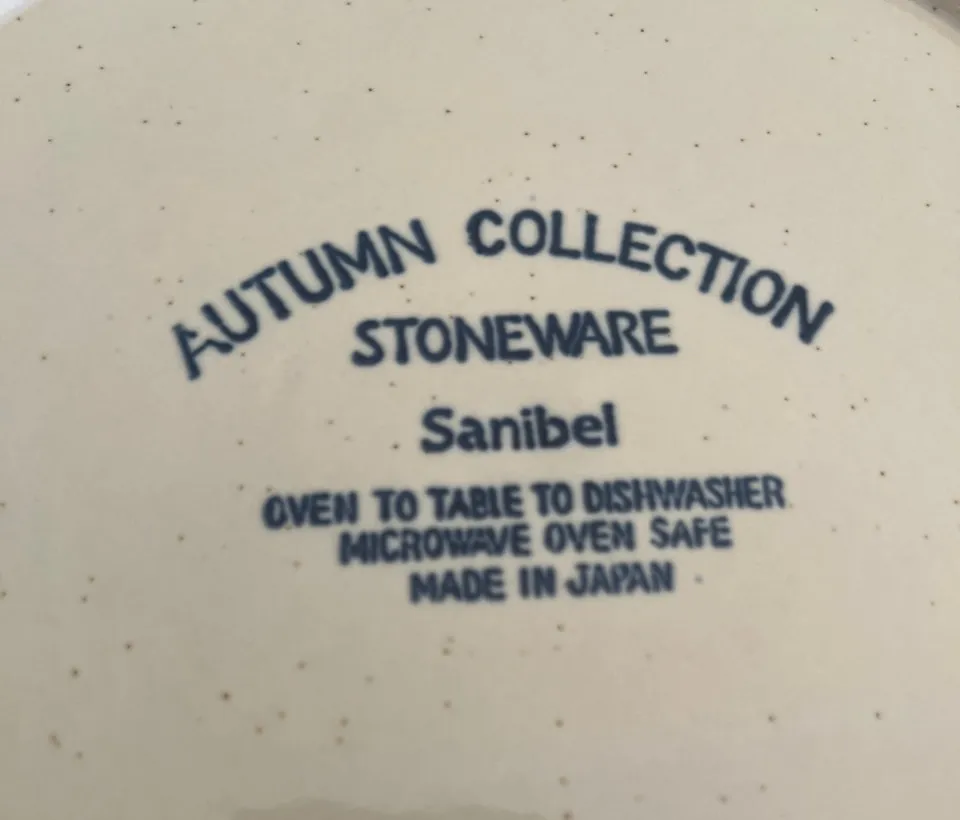 AUTUMN COLLECTION
STONEWARE
Sanibel
OVEN TO TABLE TO DISHWASHER
MICROWAVE OVEN SAFE
MADE IN JAPAN